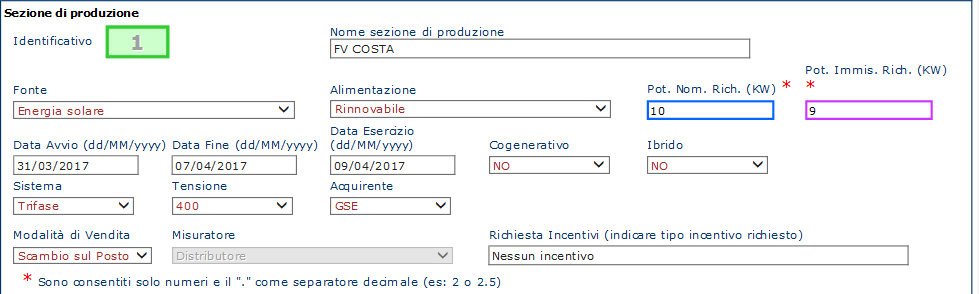 Sezione di produzione
Identificativo 1 Nome sezione di produzione
FV COSTA
Pot. Immis. Rich. (KW)
Fonte Alimentazione Pot. Nom. Rich. (KW) * *
Energia solare Rinnovabile 10 9
Data Esercizio
Data Avvio (dd/MM/yyyy) Data Fine (dd/MM/yyyy) (dd/MM/yyyy) Cogenerativo Ibrido
31/03/2017 07/04/2017 09/04/2017 NO NO
Sistema Tensione Acquirente
Trifase 400 GSE
Modalità di Vendita Misuratore Richiesta Incentivi (indicare tipo incentivo richiesto)
Scambio sul Posto Distributore Nessun incentivo
* Sono consentiti solo numeri e il "." come separatore decimale (es: 2 o 2.5)